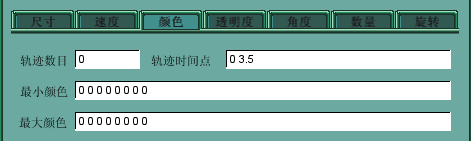 尺寸 速度 颜色 透明度 角度 数量 旋转
轨迹数目 0 轨迹时间点 0 3.5
最小颜色 0 0 0 0 0 0 0 0
最大颜色 0 0 0 0 0 0 0 0